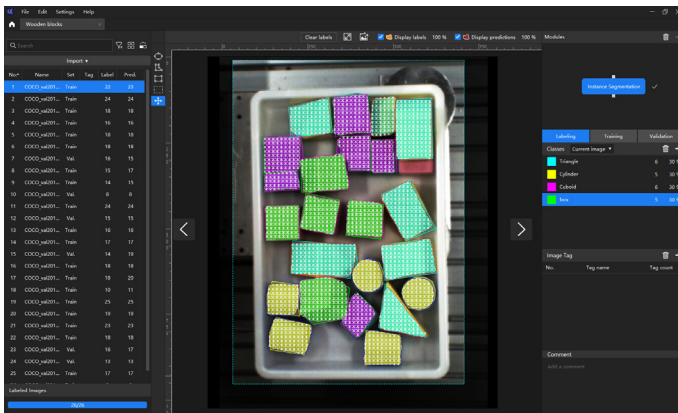 File Edit Settings Help
Wooden blocks
Clear labels Display labels 100 % Display predictions 100 %
Modules
Search
Import
No. Name Set Tag Label Pred.
1 COCO_val201... Train 23 23
2 COCO_val201... Train 24 24
3 COCO_val201... Train 18 18
4 COCO_val201... Train 16 16
5 COCO_val201... Train 18 18
6 COCO_val201... Train 18 18
7 COCO_val201... Val. 16 15
8 COCO_val201... Train 15 17
9 COCO_val201... Train 14 15
10 COCO_val201... Val. 8 8
11 COCO_val201... Train 24 24
12 COCO_val201... Val. 15 15
13 COCO_val201... Train 16 16
14 COCO_val201... Train 17 17
15 COCO_val201... Val. 14 19
16 COCO_val201... Train 18 18
17 COCO_val201... Train 18 20
18 COCO_val201... Train 10 11
19 COCO_val201... Train 25 25
20 COCO_val201... Train 19 19
21 COCO_val201... Train 23 23
22 COCO_val201... Train 18 18
23 COCO_val201... Val. 16 17
24 COCO_val201... Val. 13 13
25 COCO_val201... Train 17 17
Labeled Images
26/26
Instance Segmentation
Labeling Training Validation
Classes Current image
Triangle 6 30
Cylinder 5 30
Cuboid 6 30
5 30
Image Tag
No. Tag name Tag count
Comment
Add a comment